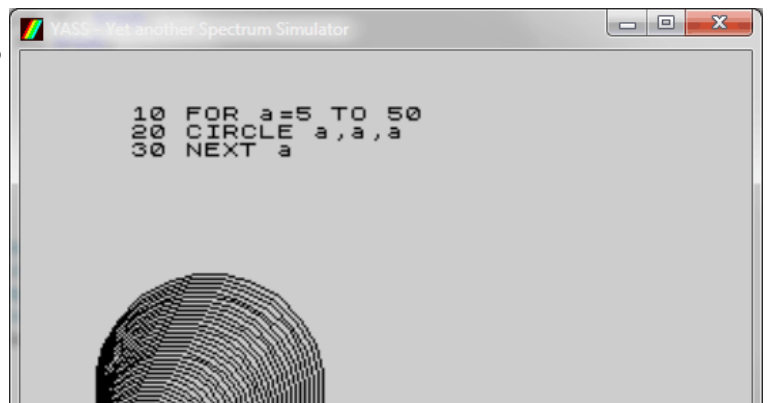 YASS - Yet another Spectrum Simulator
10 FOR a=5 TO 50
20 CIRCLE a,a,a
30 NEXT a